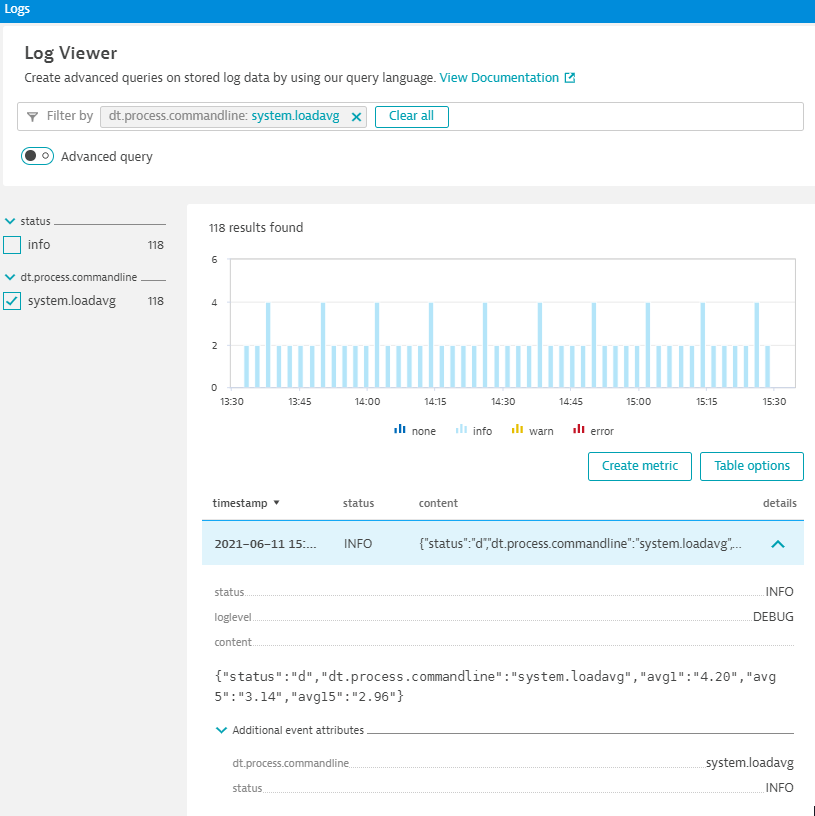 Logs
Log Viewer
Create advanced queries on stored log data by using our query language. View Documentation
Filter by dt.process.commandline: system.loadavg Clear all
Advanced query
status
info 118
dt.process.commandline
system.loadavg 118
118 results found
6
4
2
0
13:30 13:45 14:00 14:15 14:30 14:45 15:00 15:15 15:30
none info warn error
Create metric Table options
timestamp status content details
2021-06-11 15:... INFO {"status":"d","dt.process.commandline":"system.loadavg",...
status INFO
loglevel DEBUG
content
{"status":"d","dt.process.commandline":"system.loadavg","avg1":"4.20","avg
5":"3.14","avg15":"2.96"}
Additional event attributes
dt.process.commandline system.loadavg
status INFO